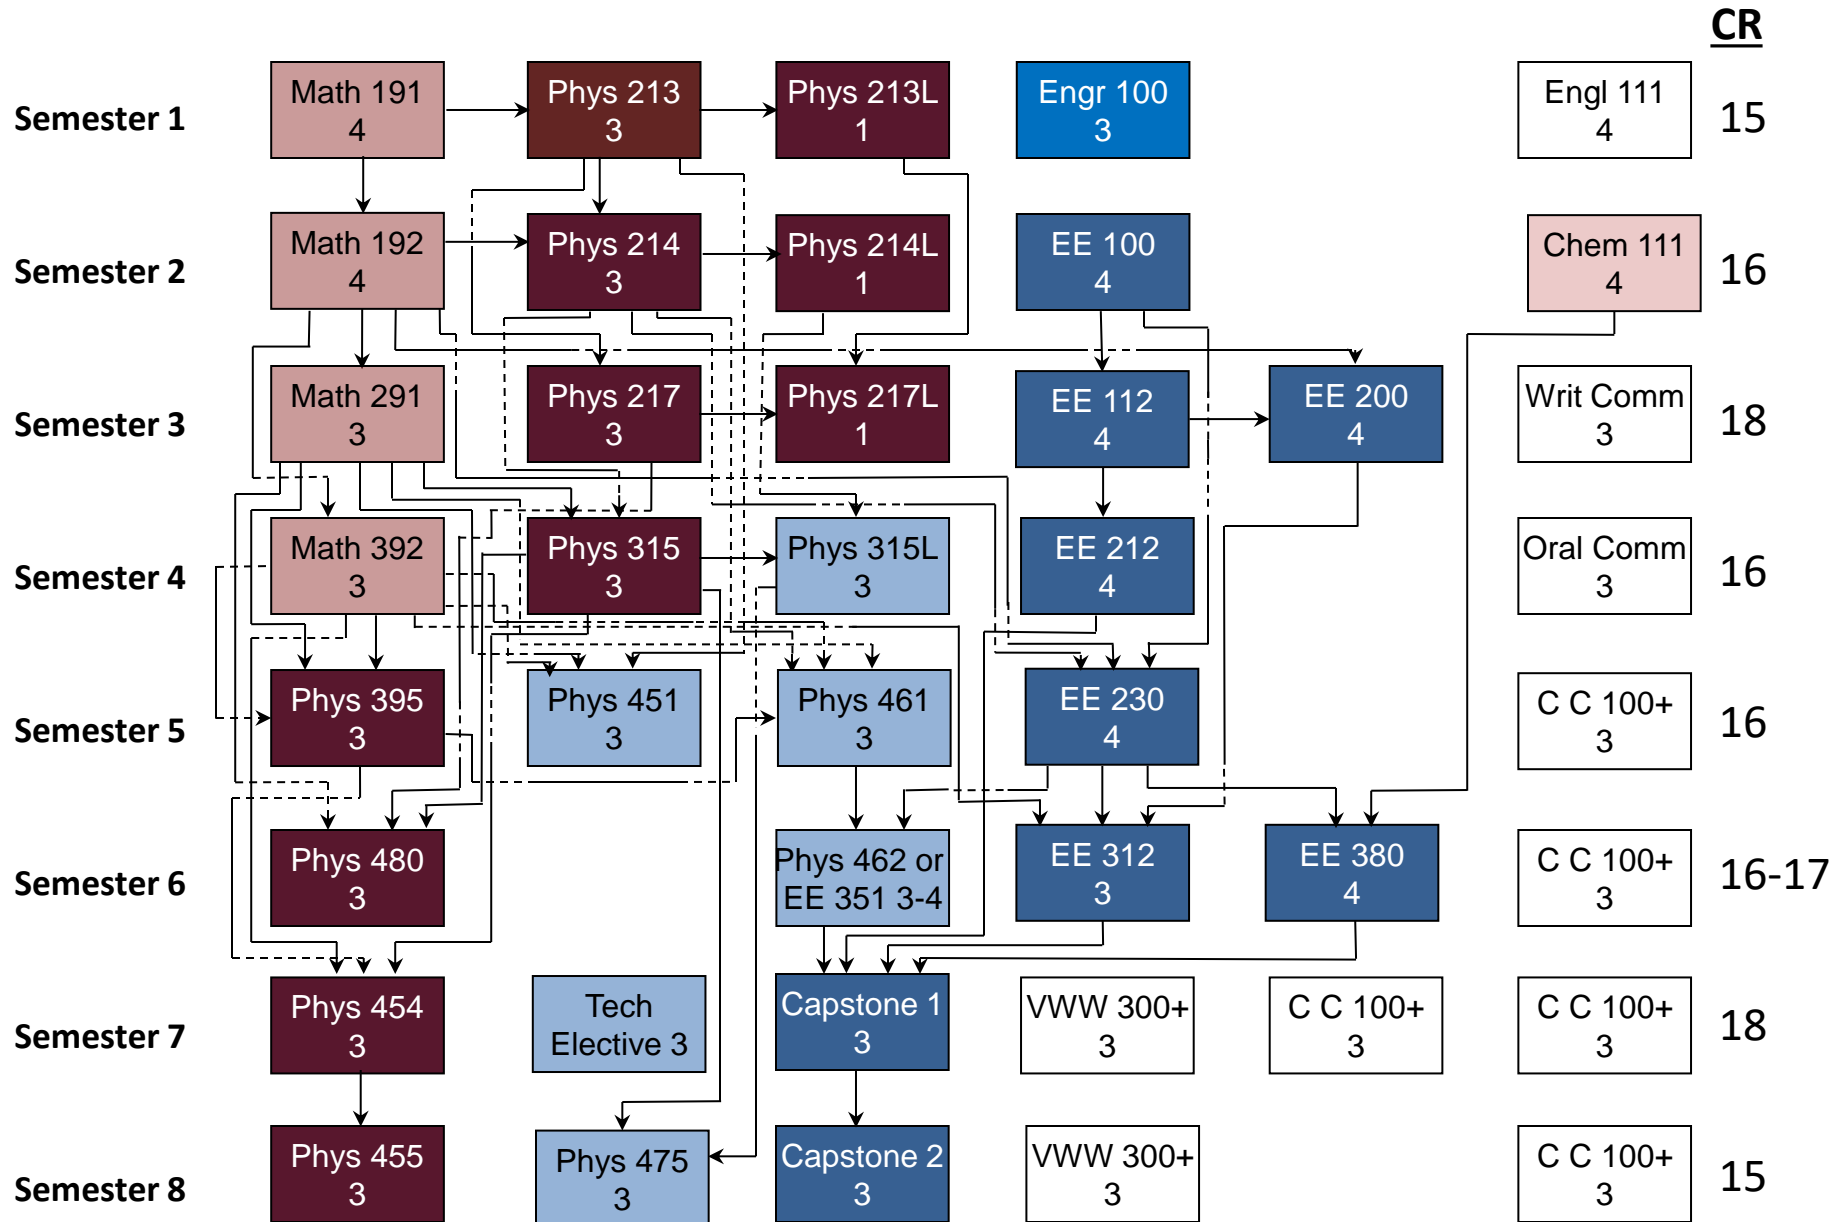 CR
Semester 1
Math 191
4
Phys 213
3
Phys 213L
1
Engr 100
3
Engl 111
4
15
Semester 2
Math 192
4
Phys 214
3
Phys 214L
1
EE 100
4
Chem 111
4
16
Semester 3
Math 291
3
Phys 217
3
Phys 217L
1
EE 112
4
EE 200
4
Writ Comm
3
18
Semester 4
Math 392
3
Phys 315
3
Phys 315L
3
EE 212
4
Oral Comm
3
16
Semester 5
Phys 395
3
Phys 451
3
Phys 461
3
EE 230
4
C C 100+
3
16
Semester 6
Phys 480
3
Phys 462 or
EE 351 3-4
EE 312
3
EE 380
4
C C 100+
3
16-17
Semester 7
Phys 454
3
Tech
Elective 3
Capstone 1
3
VWW 300+
3
C C 100+
3
C C 100+
3
18
Semester 8
Phys 455
3
Phys 475
3
Capstone 2
3
VWW 300+
3
C C 100+
3
15